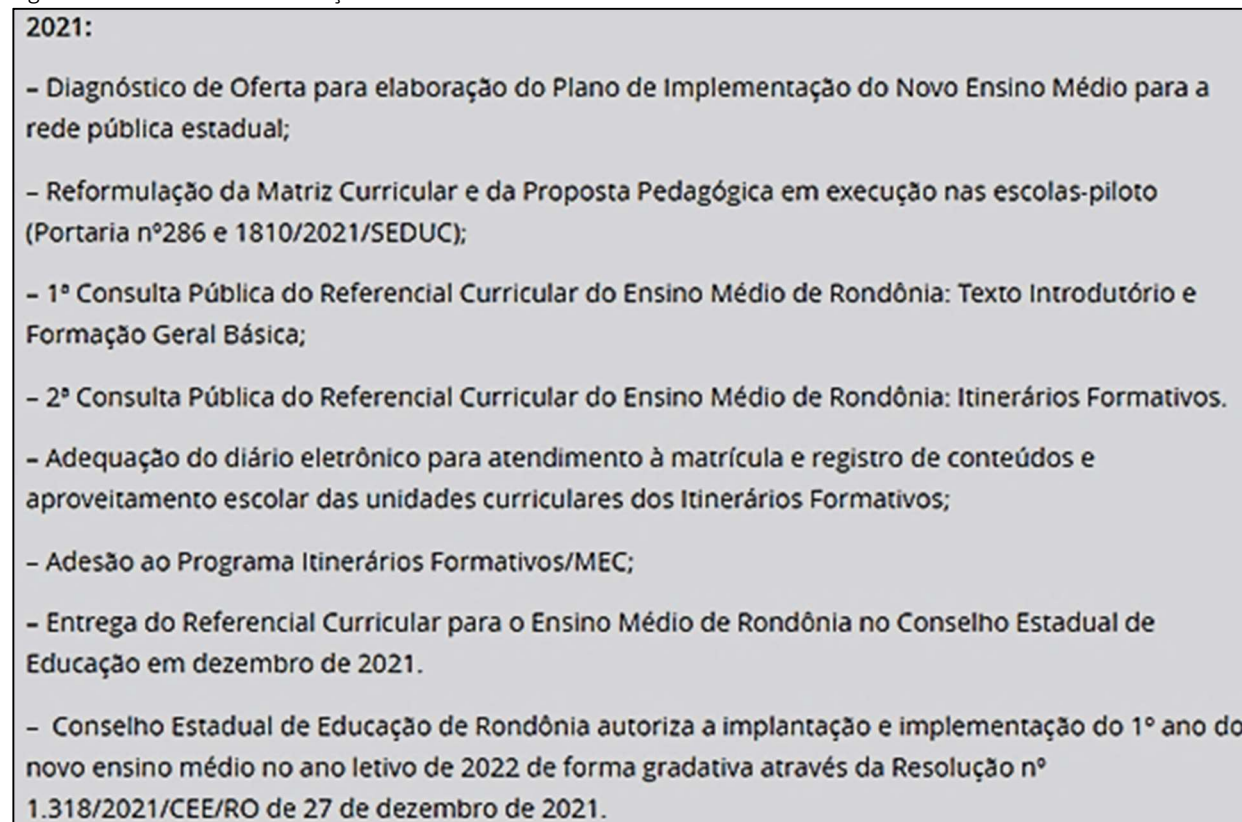 2021:
– Diagnóstico de Oferta para elaboração do Plano de Implementação do Novo Ensino Médio para a
rede pública estadual;
– Reformulação da Matriz Curricular e da Proposta Pedagógica em execução nas escolas-piloto
(Portaria nº286 e 1810/2021/SEDUC);
– 1ª Consulta Pública do Referencial Curricular do Ensino Médio de Rondônia: Texto Introdutório e
Formação Geral Básica;
– 2ª Consulta Pública do Referencial Curricular do Ensino Médio de Rondônia: Itinerários Formativos.
– Adequação do diário eletrônico para atendimento à matrícula e registro de conteúdos e
aproveitamento escolar das unidades curriculares dos Itinerários Formativos;
– Adesão ao Programa Itinerários Formativos/MEC;
– Entrega do Referencial Curricular para o Ensino Médio de Rondônia no Conselho Estadual de
Educação em dezembro de 2021.
– Conselho Estadual de Educação de Rondônia autoriza a implantação e implementação do 1º ano do
novo ensino médio no ano letivo de 2022 de forma gradativa através da Resolução nº
1.318/2021/CEE/RO de 27 de dezembro de 2021.